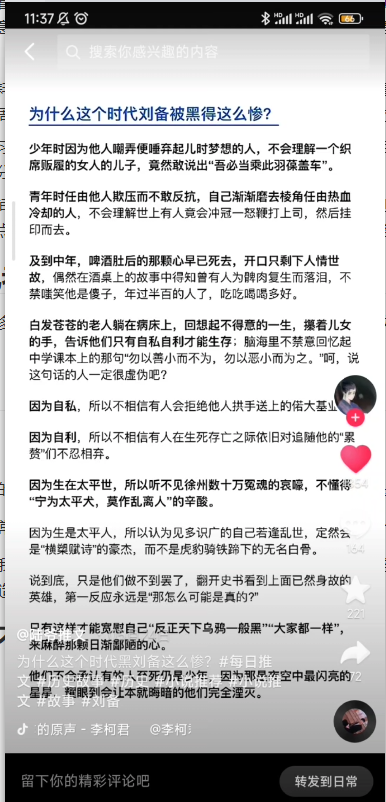 11:37
HD HD 66
搜索你感兴趣的内容
为什么这个时代刘备被黑得这么惨?
少年时因为他人嘲弄便唾弃起儿时梦想的人，不会理解一个织
席贩履的女人的儿子，竟然敢说出“吾必当乘此羽葆盖车”。
青年时任由他人欺压而不敢反抗，自己渐渐磨去棱角任由热血
冷却的人，不会理解世上有人竟会冲冠一怒鞭打上司，然后挂
印而去。
及到中年，啤酒肚后的那颗心早已死去，开口只剩下人情世
故，偶然在酒桌上的故事中得知曾有人为髀肉复生而落泪，不
禁嗤笑他是傻子，年过半百的人了，吃吃喝喝多好。
白发苍苍的老人躺在病床上，回想起不得意的一生，攥着儿女
的手，告诉他们只有自私自利才能生存；脑海里不禁意回忆起
中学课本上的那句“勿以善小而不为，勿以恶小而为之。”呵，说
这句话的人一定很虚伪吧?
因为自私，所以不相信有人会拒绝他人拱手送上的偌大基业
因为自利，所以不相信有人在生死存亡之际依旧对追随他的“累
赘”们不忍相弃。
因为生在太平世，所以听不见徐州数十万冤魂的哀嚎，不懂得
“宁为太平犬，莫作乱离人”的辛酸。
因为生是太平人，所以认为见多识广的自己若逢乱世，定然会
是“横槊赋诗”的豪杰，而不是虎豹骑铁蹄下的无名白骨。
164
说到底，只是他们做不到罢了，翻开史书看到上面已然身故的
英雄，第一反应永远是“那怎么可能是真的?”
221
只有这样才能宽慰自己“反正天下乌鸦一般黑”“大家都一样”，
来麻醉那颗日渐鄙陋的心。
为什么这个时代黑刘备这么惨? #每日推
文 #历史故事 #历史 #小说推荐 #小说推
文 #故事 #刘备
72
他们不会承认有的人至死仍是少年，因为那是夜空中最闪亮的
星星，耀眼到会让本就晦暗的他们完全湮灭。
的原声 - 李柯君 @李柯
留下你的精彩评论吧
转发到日常